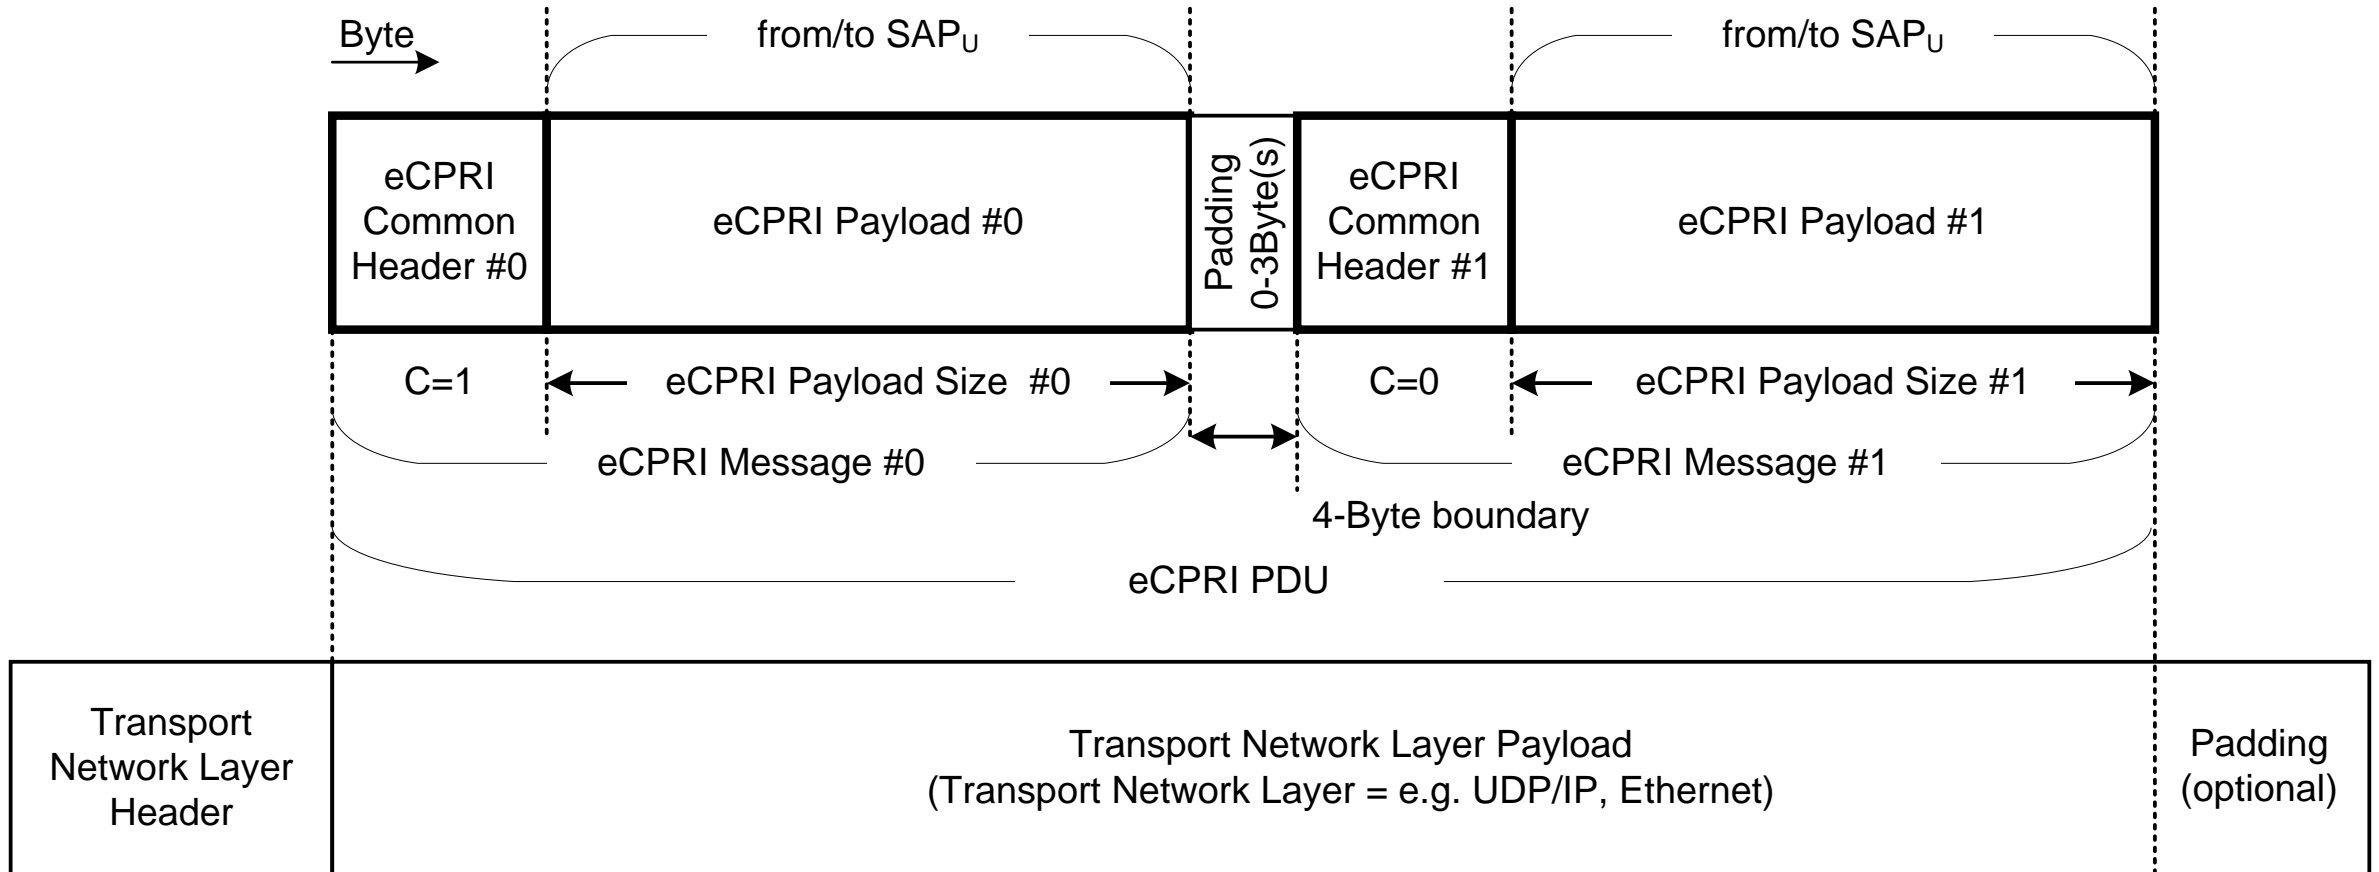 Byte
from/to SAPU
from/to SAPU
eCPRI
Common
Header #0
eCPRI Payload #0
Padding
0-3Byte(s)
eCPRI
Common
Header #1
eCPRI Payload #1
C=1
eCPRI Payload Size #0
C=0
eCPRI Payload Size #1
eCPRI Message #0
eCPRI Message #1
4-Byte boundary
eCPRI PDU
Transport
Network Layer
Header
Transport Network Layer Payload
(Transport Network Layer = e.g. UDP/IP, Ethernet)
Padding
(optional)